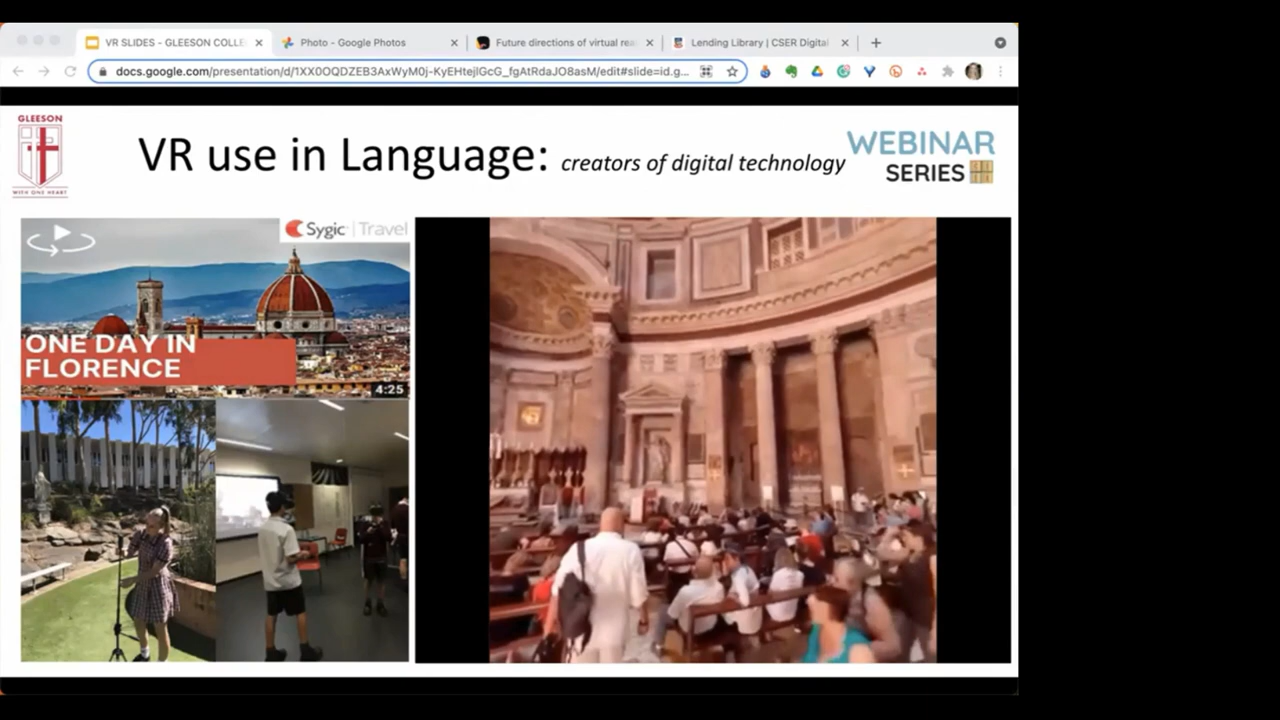 VR SLIDES - GLEESON COLLE
Photo - Google Photos
Future directions of virtual rea
Lending Library | CSER Digital
docs.google.com/presentation/d/1XX0OQDZEB3AxWyM0j-KyEHtejlGcG_fgAtRdaJO8asM/edit#slide=id.g...
GLEESON
WITH ONE HEART
VR use in Language: creators of digital technology
WEBINAR
SERIES
Sygic | Travel
ONE DAY IN
FLORENCE
4:25